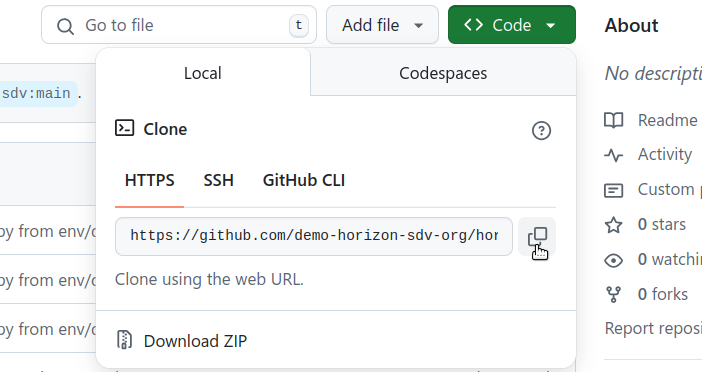 Go to file
t
Add file
Code
About
Local
Codespaces
No descripti
sdv:main.
Clone
Readme
HTTPS
SSH
GitHub CLI
Activity
Custom p
https://github.com/demo-horizon-sdv-org/hor
0 stars
py from env/c
Clone using the web URL.
0 watchin
py from env/c
0 forks
py from env/c
Report reposi
Download ZIP